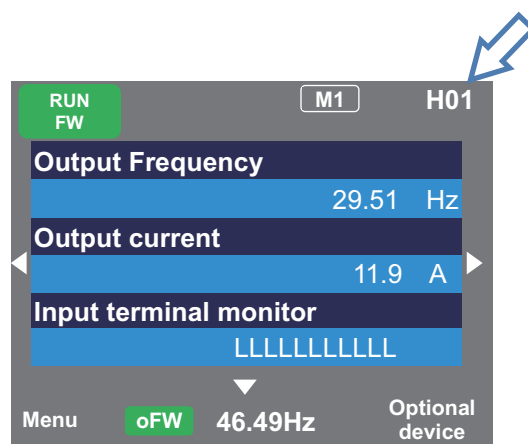 RUN
FW
M1
H01
Output Frequency
29.51 Hz
Output current
11.9 A
Input terminal monitor
LLLLLLLLLLL
Menu
oFW
46.49Hz
Optional
device